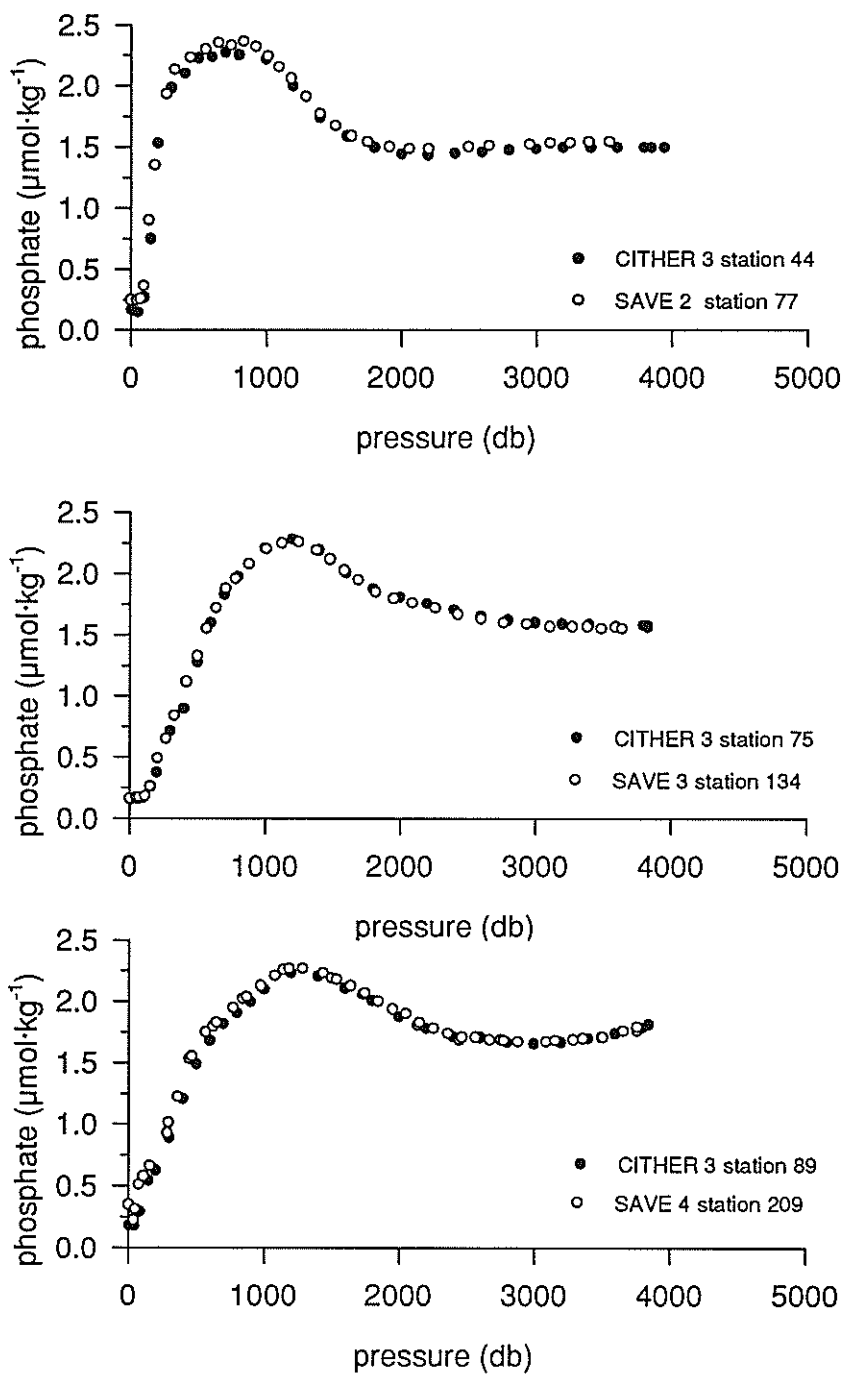 2.5
2.0
1.5
1.0
0.5
0.0
phosphate (µmol·kg⁻¹)
CITHER 3 station 44
SAVE 2 station 77
0 1000 2000 3000 4000 5000
pressure (db)
2.5
2.0
1.5
1.0
0.5
0.0
phosphate (µmol·kg⁻¹)
CITHER 3 station 75
SAVE 3 station 134
0 1000 2000 3000 4000 5000
pressure (db)
2.5
2.0
1.5
1.0
0.5
0.0
phosphate (µmol·kg⁻¹)
CITHER 3 station 89
SAVE 4 station 209
0 1000 2000 3000 4000 5000
pressure (db)